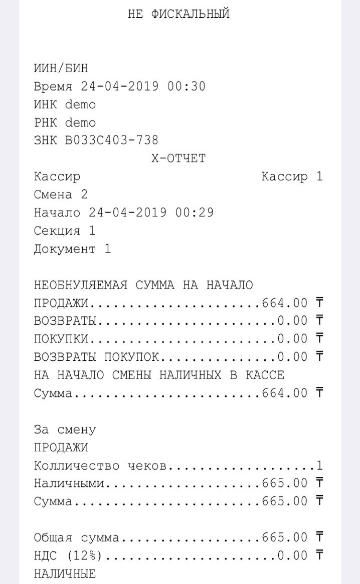 НЕ ФИСКАЛЬНЫЙ
ИИН/БИН
Время 24-04-2019 00:30
ИНК demo
РНК demo
ЗНК B033C403-738
X-ОТЧЕТ
Кассир Кассир 1
Смена 2
Начало 24-04-2019 00:29
Секция 1
Документ 1
НЕОБНУЛЯЕМАЯ СУММА НА НАЧАЛО
ПРОДАЖИ......................664.00 ₸
ВОЗВРАТЫ.......................0.00 ₸
ПОКУПКИ........................0.00 ₸
ВОЗВРАТЫ ПОКУПОК...............0.00 ₸
НА НАЧАЛО СМЕНЫ НАЛИЧНЫХ В КАССЕ
Сумма........................664.00 ₸
За смену
ПРОДАЖИ
Колличество чеков...................1
Наличными....................665.00 ₸
Сумма........................665.00 ₸
Общая сумма..................665.00 ₸
НДС (12%)......................0.00 ₸
НАЛИЧНЫЕ